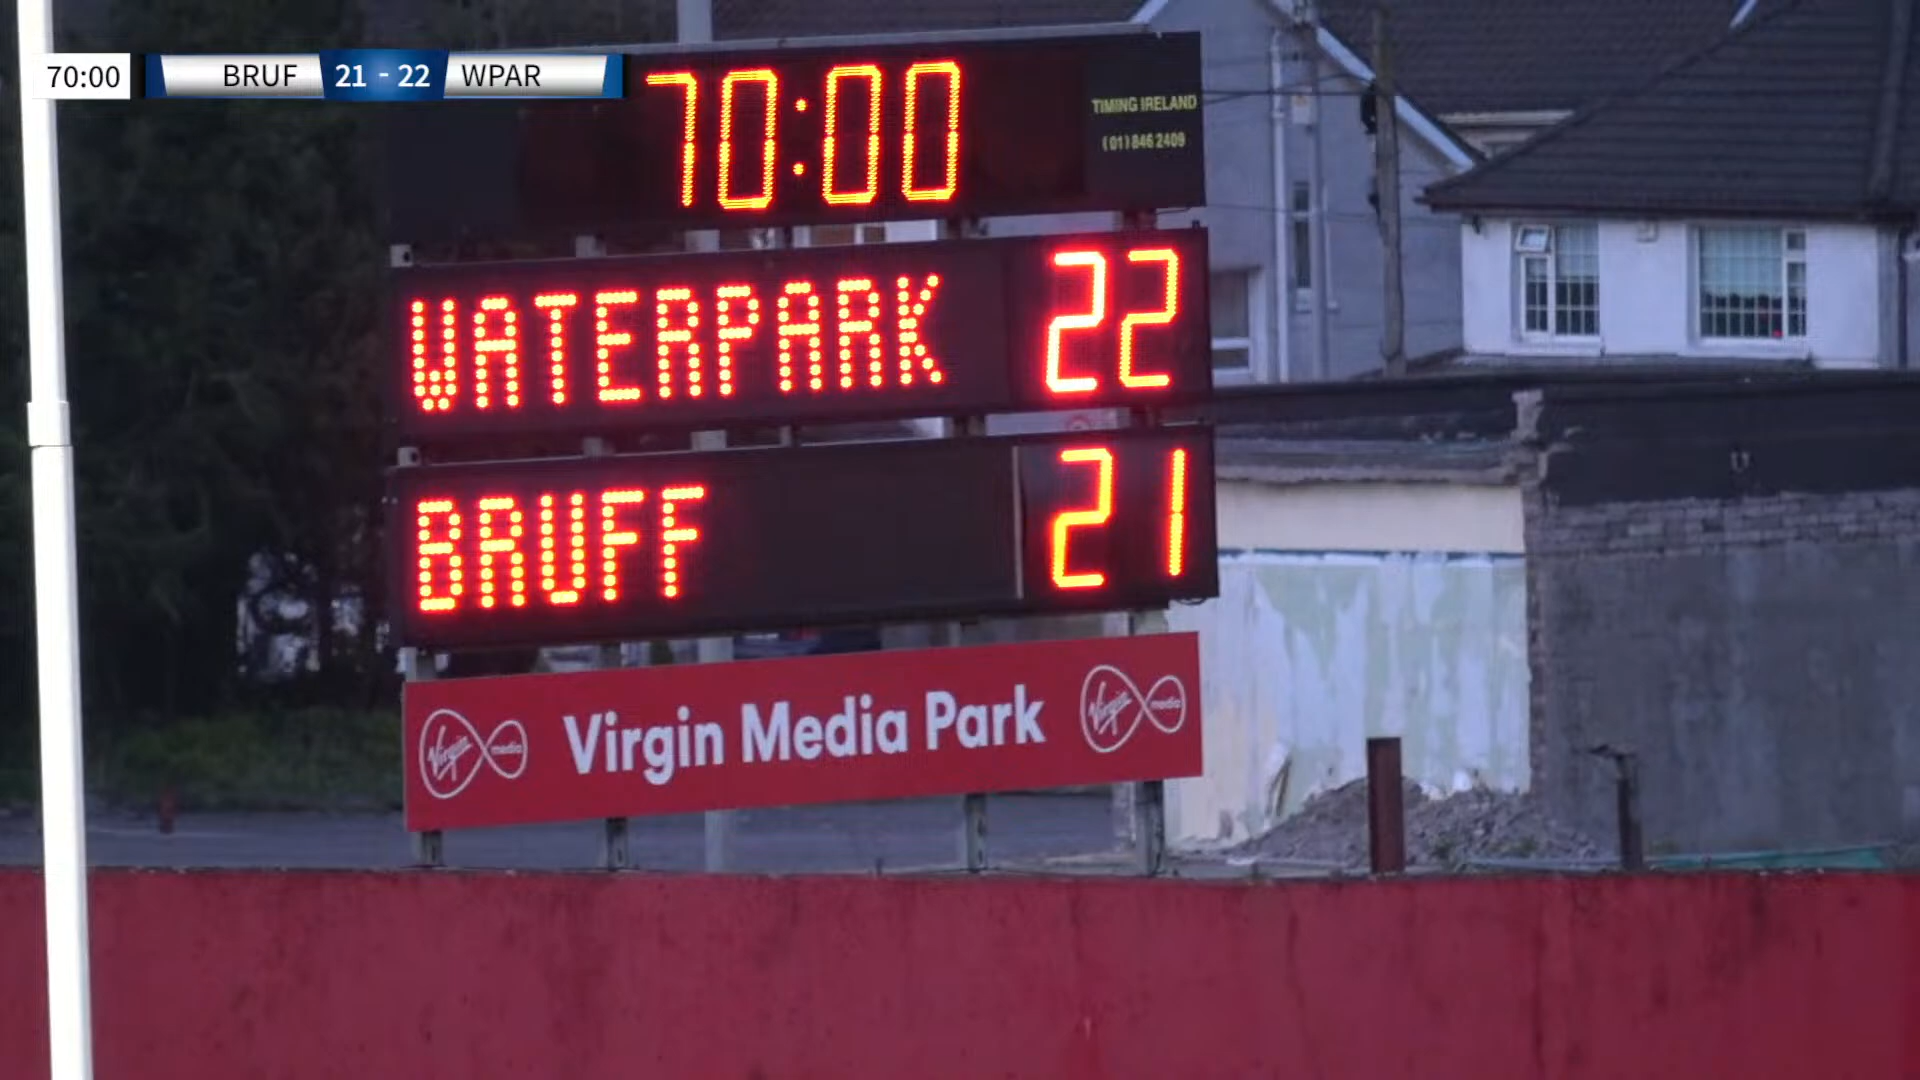 70:00 BRUF 21 - 22 WPAR
70:00
TIMING IRELAND
(01) 846 2409
WATERPARK 22
BRUFF 21
Virgin media Virgin Media Park Virgin media